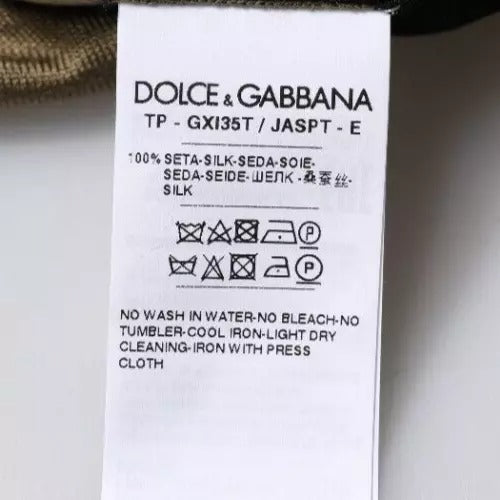 DOLCE & GABBANA
TP - GXI35T / JASPT - E
100% SETA-SILK-SEDA-SOIE-
SEDA-SEIDE-ШЕЛК -桑蚕丝-
SILK
P
P
NO WASH IN WATER-NO BLEACH-NO
TUMBLER-COOL IRON-LIGHT DRY
CLEANING-IRON WITH PRESS
CLOTH